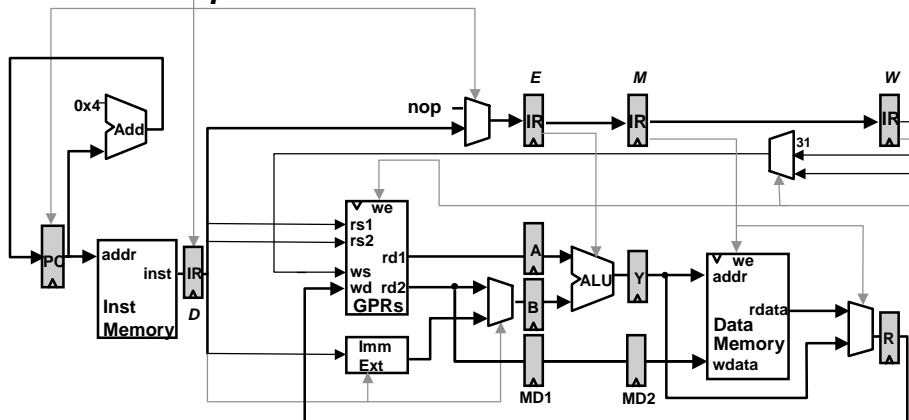 E M W
nop
IR IR IR
31
0x4
Add
we
rs1
rs2
rd1
ws
wd rd2
GPRs
A
B
ALU
Y
PC
addr
inst
Inst
Memory
IR
D
Imm
Ext
we
addr
rdata
Data
Memory
wdata
R
MD1 MD2